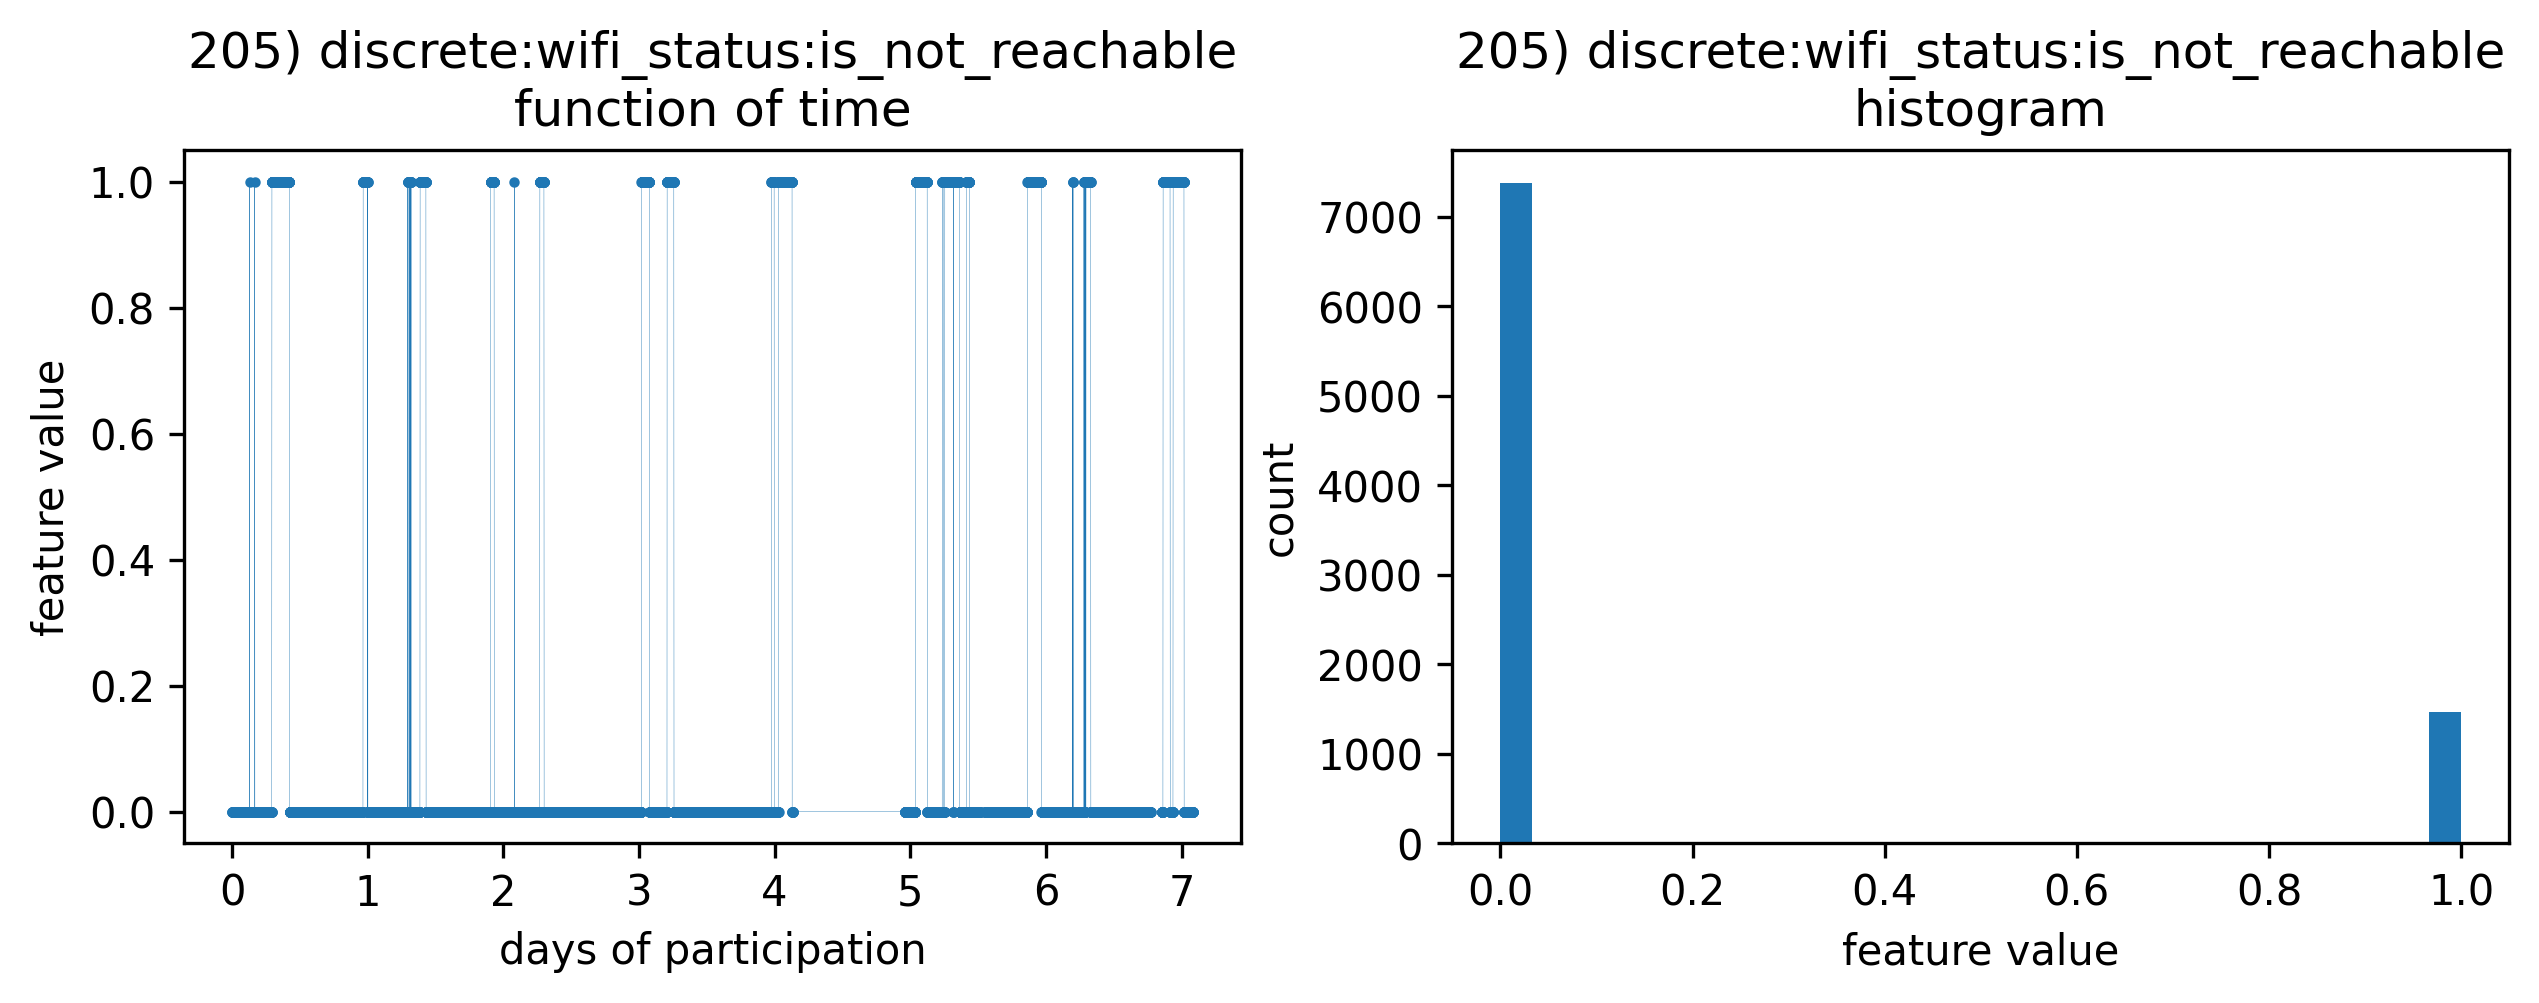 205) discrete:wifi_status:is_not_reachable
function of time
1.0
0.8
0.6
0.4
0.2
0.0
feature value
0 1 2 3 4 5 6 7
days of participation
205) discrete:wifi_status:is_not_reachable
histogram
7000
6000
5000
4000
3000
2000
1000
0
count
0.0 0.2 0.4 0.6 0.8 1.0
feature value